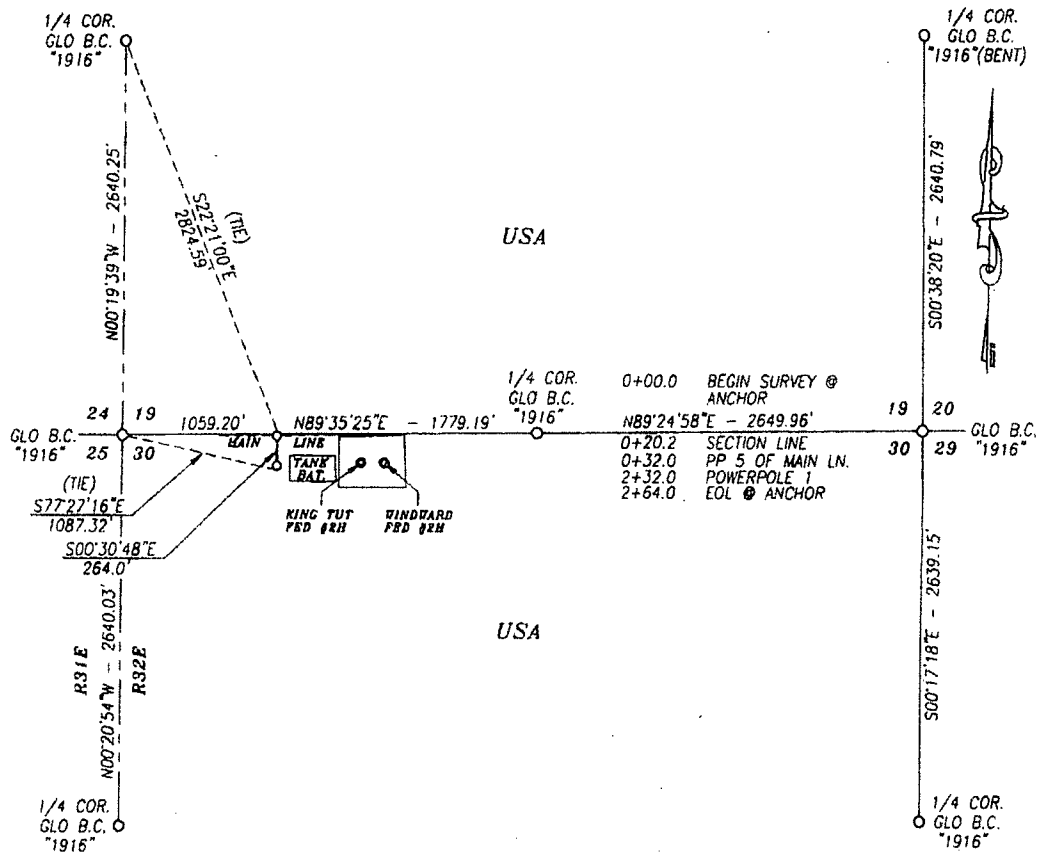 1/4 COR.
GLO B.C.
"1916"
1/4 COR.
GLO B.C.
"1916"(BENT)
N00°19'39"W - 2640.25'
(TIE)
S22°21'00"E
2824.59
USA
S00°38'20"E - 2640.79'
1/4 COR.
GLO B.C.
"1916"
0+00.0 BEGIN SURVEY @
ANCHOR
24 19
1059.20' N89°35'25"E - 1779.19'
N89°24'58"E - 2649.96'
19 20
GLO B.C.
"1916"
25 30
MAIN LINE
0+20.2 SECTION LINE
30 29
GLO B.C.
"1916"
TANK
BAT.
0+32.0 PP 5 OF MAIN LN.
2+32.0 POWERPOLE 1
2+64.0 EOL @ ANCHOR
(TIE)
S77°27'16"E
1087.32'
KING TUT
FED #2H
WINDWARD
FED #2H
S00°30'48"E
264.0'
USA
R31E
R32E
N00°20'54"W - 2640.03'
S00°17'18"E - 2639.15'
1/4 COR.
GLO B.C.
"1916"
1/4 COR.
GLO B.C.
"1916"